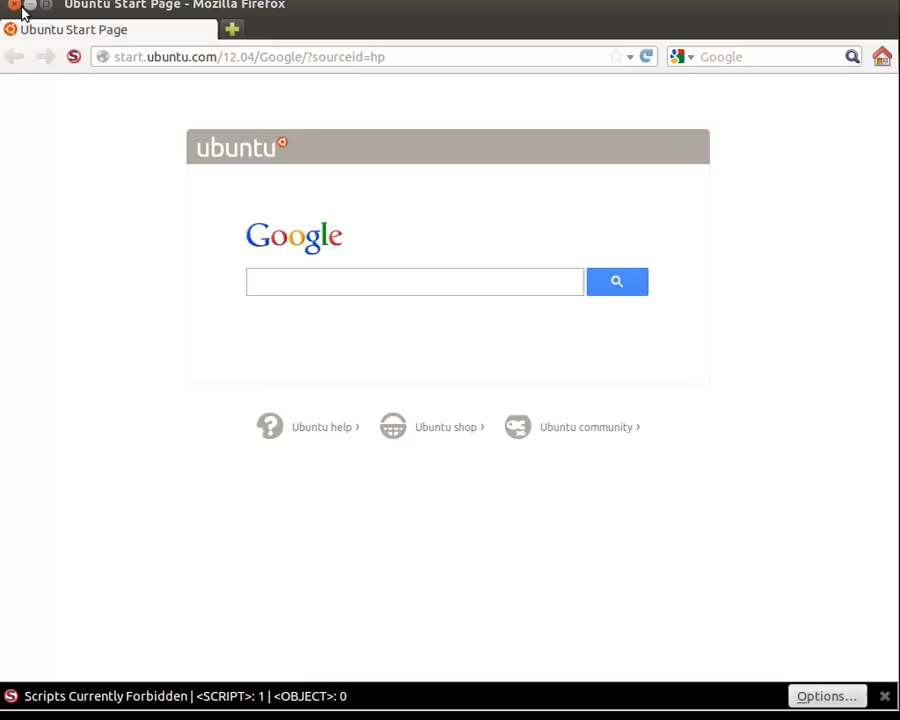 Ubuntu Start Page - Mozilla Firefox
Ubuntu Start Page
start.ubuntu.com/12.04/Google/?sourceid=hp
Google
ubuntu
Google
Ubuntu help ›
Ubuntu shop ›
Ubuntu community ›
Scripts Currently Forbidden | <SCRIPT>: 1 | <OBJECT>: 0
Options...